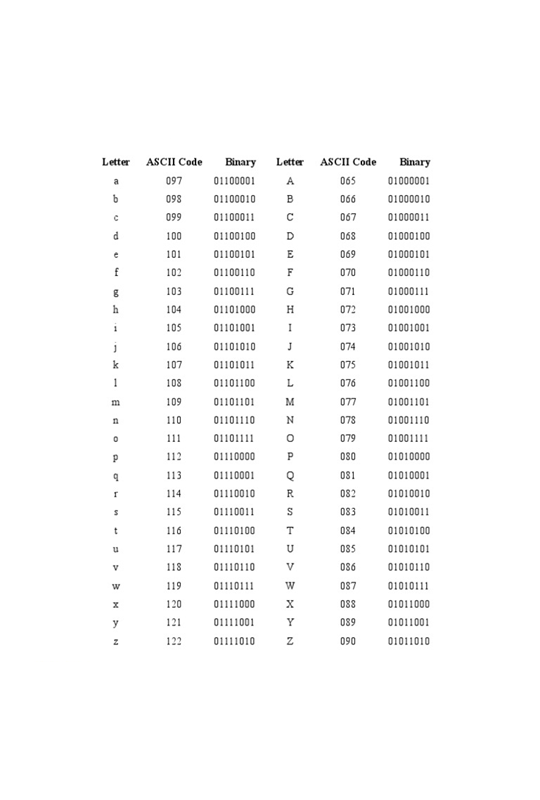 Letter ASCII Code Binary Letter ASCII Code Binary
a 097 01100001 A 065 01000001
b 098 01100010 B 066 01000010
c 099 01100011 C 067 01000011
d 100 01100100 D 068 01000100
e 101 01100101 E 069 01000101
f 102 01100110 F 070 01000110
g 103 01100111 G 071 01000111
h 104 01101000 H 072 01001000
i 105 01101001 I 073 01001001
j 106 01101010 J 074 01001010
k 107 01101011 K 075 01001011
l 108 01101100 L 076 01001100
m 109 01101101 M 077 01001101
n 110 01101110 N 078 01001110
o 111 01101111 O 079 01001111
p 112 01110000 P 080 01010000
q 113 01110001 Q 081 01010001
r 114 01110010 R 082 01010010
s 115 01110011 S 083 01010011
t 116 01110100 T 084 01010100
u 117 01110101 U 085 01010101
v 118 01110110 V 086 01010110
w 119 01110111 W 087 01010111
x 120 01111000 X 088 01011000
y 121 01111001 Y 089 01011001
z 122 01111010 Z 090 01011010